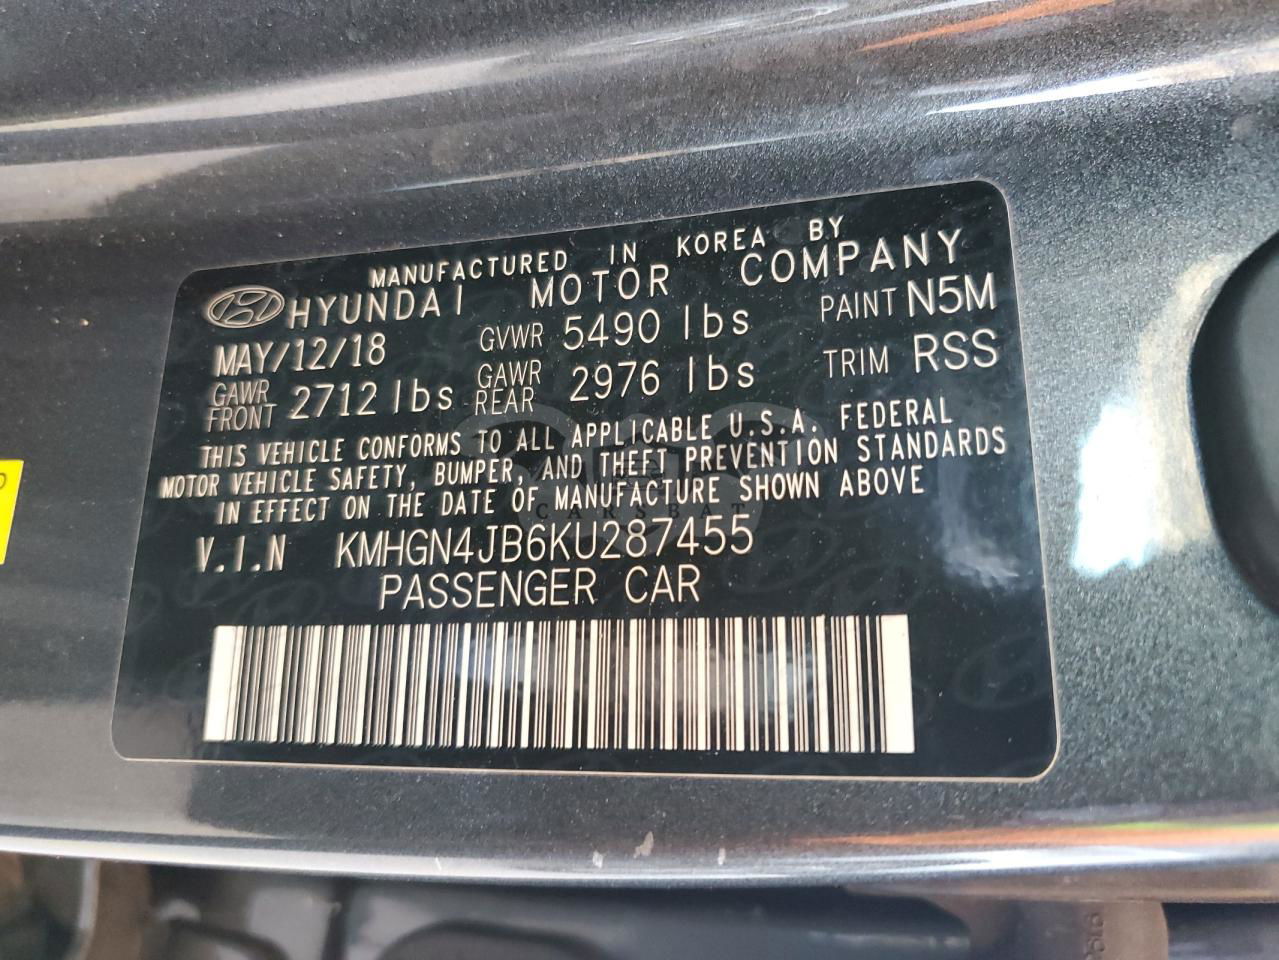 MANUFACTURED IN KOREA BY
HYUNDAI MOTOR COMPANY
MAY/12/18 GVWR 5490 lbs PAINT N5M
GAWR FRONT 2712 lbs GAWR REAR 2976 lbs TRIM RSS
THIS VEHICLE CONFORMS TO ALL APPLICABLE U.S.A. FEDERAL
MOTOR VEHICLE SAFETY, BUMPER, AND THEFT PREVENTION STANDARDS
IN EFFECT ON THE DATE OF MANUFACTURE SHOWN ABOVE
CARSBAT
V.I.N KMHGN4JB6KU287455
PASSENGER CAR